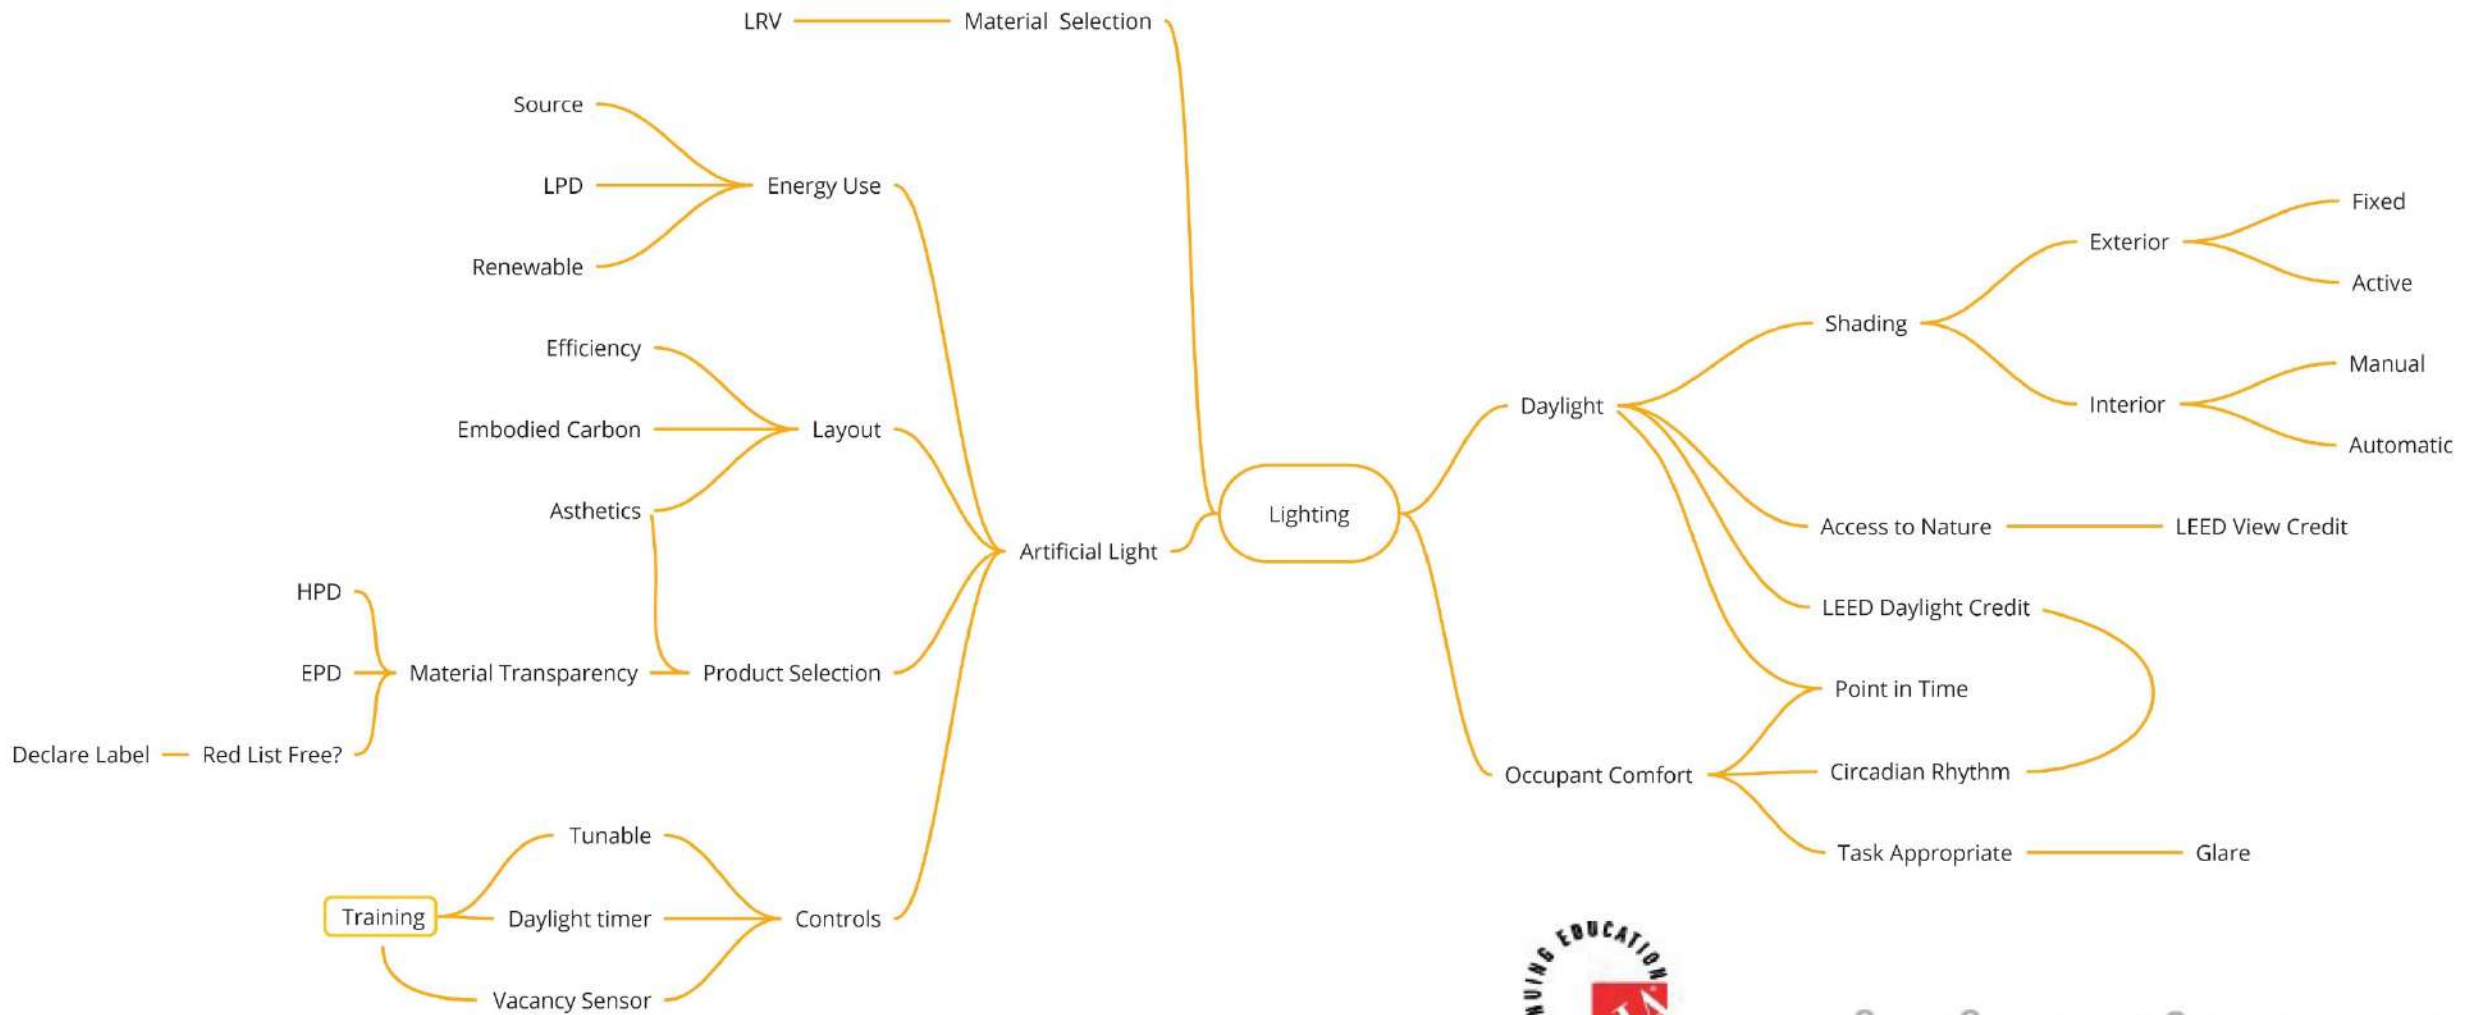 LRV
Material Selection
Source
LPD
Energy Use
Renewable
Efficiency
Embodied Carbon
Layout
Asthetics
HPD
EPD
Material Transparency
Product Selection
Declare Label
Red List Free?
Artificial Light
Tunable
Training
Daylight timer
Controls
Vacancy Sensor
Lighting
Daylight
Shading
Exterior
Fixed
Active
Interior
Manual
Automatic
Access to Nature
LEED View Credit
LEED Daylight Credit
Point in Time
Occupant Comfort
Circadian Rhythm
Task Appropriate
Glare
EDUCATION